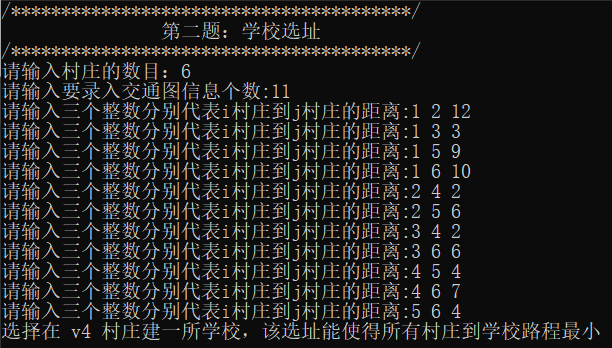 /****************************************/
第二题：学校选址
/****************************************/
请输入村庄的数目：6
请输入要录入交通图信息个数:11
请输入三个整数分别代表i村庄到j村庄的距离:1 2 12
请输入三个整数分别代表i村庄到j村庄的距离:1 3 3
请输入三个整数分别代表i村庄到j村庄的距离:1 5 9
请输入三个整数分别代表i村庄到j村庄的距离:1 6 10
请输入三个整数分别代表i村庄到j村庄的距离:2 4 2
请输入三个整数分别代表i村庄到j村庄的距离:2 5 6
请输入三个整数分别代表i村庄到j村庄的距离:3 4 2
请输入三个整数分别代表i村庄到j村庄的距离:3 6 6
请输入三个整数分别代表i村庄到j村庄的距离:4 5 4
请输入三个整数分别代表i村庄到j村庄的距离:4 6 7
请输入三个整数分别代表i村庄到j村庄的距离:5 6 4
选择在 v4 村庄建一所学校，该选址能使得所有村庄到学校路程最小